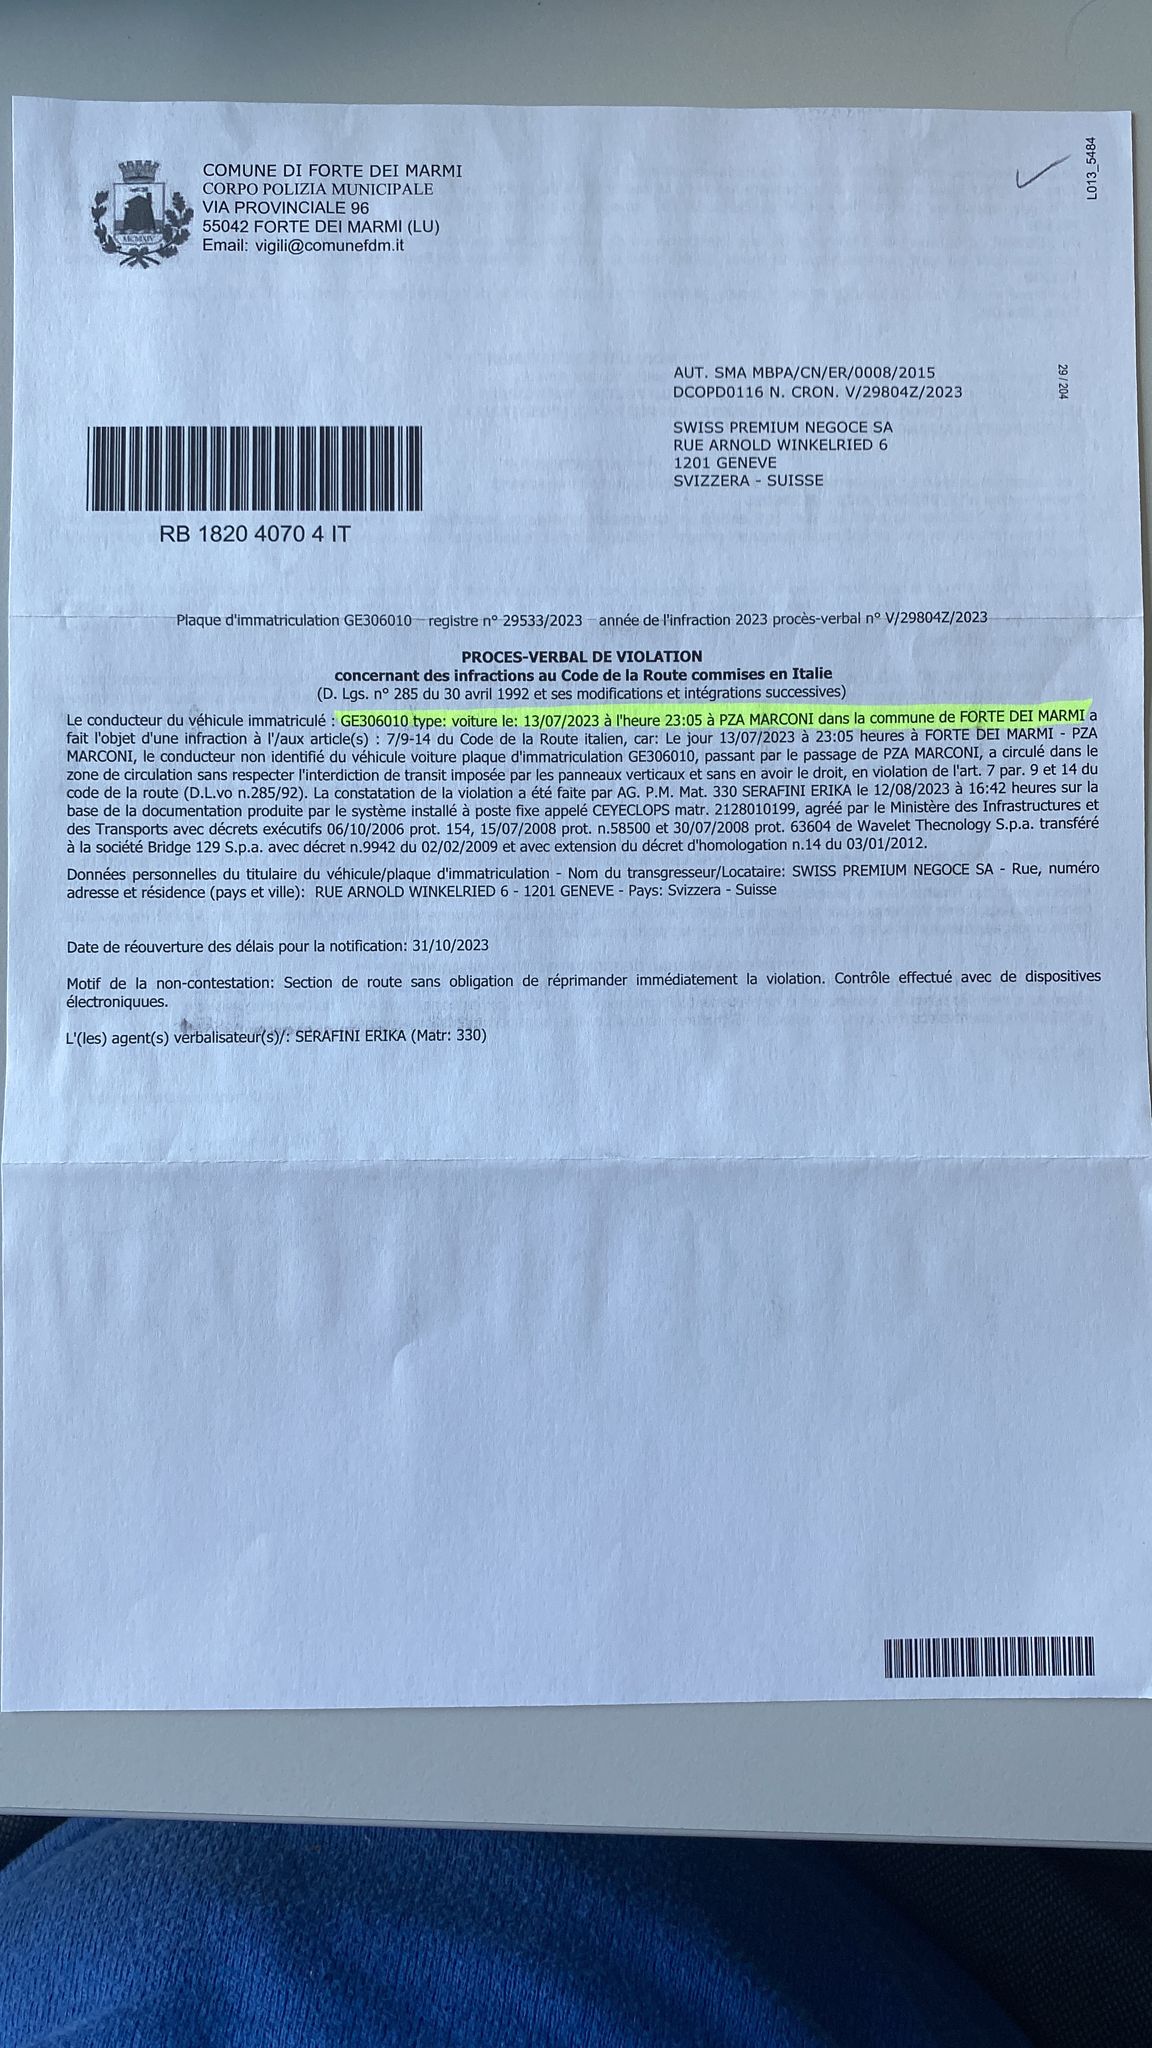 COMUNE DI FORTE DEI MARMI
CORPO POLIZIA MUNICIPALE
VIA PROVINCIALE 96
55042 FORTE DEI MARMI (LU)
Email: vigili@comunefdm.it
MCMXIV
L013_5484
29 / 204
AUT. SMA MBPA/CN/ER/0008/2015
DCOPD0116 N. CRON. V/29804Z/2023
SWISS PREMIUM NEGOCE SA
RUE ARNOLD WINKELRIED 6
1201 GENEVE
SVIZZERA - SUISSE
RB 1820 4070 4 IT
Plaque d'immatriculation GE306010 registre n° 29533/2023 année de l'infraction 2023 procès-verbal n° V/29804Z/2023
PROCES-VERBAL DE VIOLATION
concernant des infractions au Code de la Route commises en Italie
(D. Lgs. n° 285 du 30 avril 1992 et ses modifications et intégrations successives)
Le conducteur du véhicule immatriculé : GE306010 type: voiture le: 13/07/2023 à l'heure 23:05 à PZA MARCONI dans la commune de FORTE DEI MARMI a
fait l'objet d'une infraction à l'/aux article(s) : 7/9-14 du Code de la Route italien, car: Le jour 13/07/2023 à 23:05 heures à FORTE DEI MARMI - PZA
MARCONI, le conducteur non identifié du véhicule voiture plaque d'immatriculation GE306010, passant par le passage de PZA MARCONI, a circulé dans le
zone de circulation sans respecter l'interdiction de transit imposée par les panneaux verticaux et sans en avoir le droit, en violation de l'art. 7 par. 9 et 14 du
code de la route (D.L.vo n.285/92). La constatation de la violation a été faite par AG. P.M. Mat. 330 SERAFINI ERIKA le 12/08/2023 à 16:42 heures sur la
base de la documentation produite par le système installé à poste fixe appelé CEYECLOPS matr. 2128010199, agréé par le Ministère des Infrastructures et
des Transports avec décrets exécutifs 06/10/2006 prot. 154, 15/07/2008 prot. n.58500 et 30/07/2008 prot. 63604 de Wavelet Thecnology S.p.a. transféré
à la société Bridge 129 S.p.a. avec décret n.9942 du 02/02/2009 et avec extension du décret d'homologation n.14 du 03/01/2012.
Données personnelles du titulaire du véhicule/plaque d'immatriculation - Nom du transgresseur/Locataire: SWISS PREMIUM NEGOCE SA - Rue, numéro
adresse et résidence (pays et ville): RUE ARNOLD WINKELRIED 6 - 1201 GENEVE - Pays: Svizzera - Suisse
Date de réouverture des délais pour la notification: 31/10/2023
Motif de la non-contestation: Section de route sans obligation de réprimander immédiatement la violation. Contrôle effectué avec de dispositives
électroniques.
L'(les) agent(s) verbalisateur(s)/: SERAFINI ERIKA (Matr: 330)